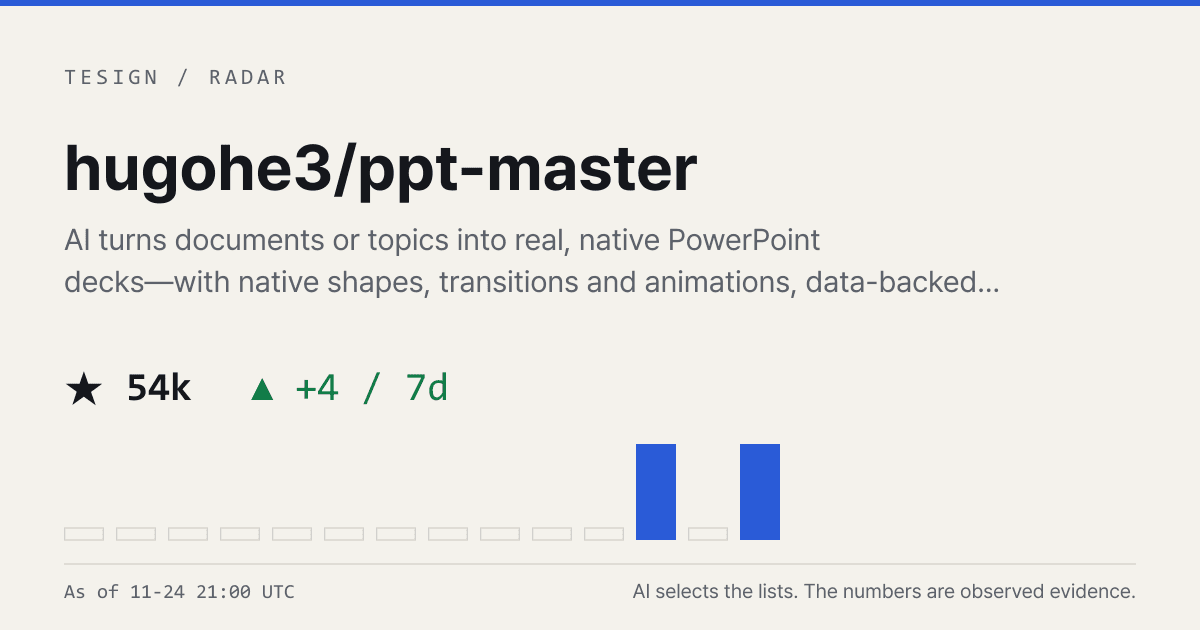 TESIGN / RADAR
hugohe3/ppt-master
AI turns documents or topics into real, native PowerPoint
decks—with native shapes, transitions and animations, data-backed…
★ 54k ▲ +4 / 7d
As of 11-24 21:00 UTC
AI selects the lists. The numbers are observed evidence.